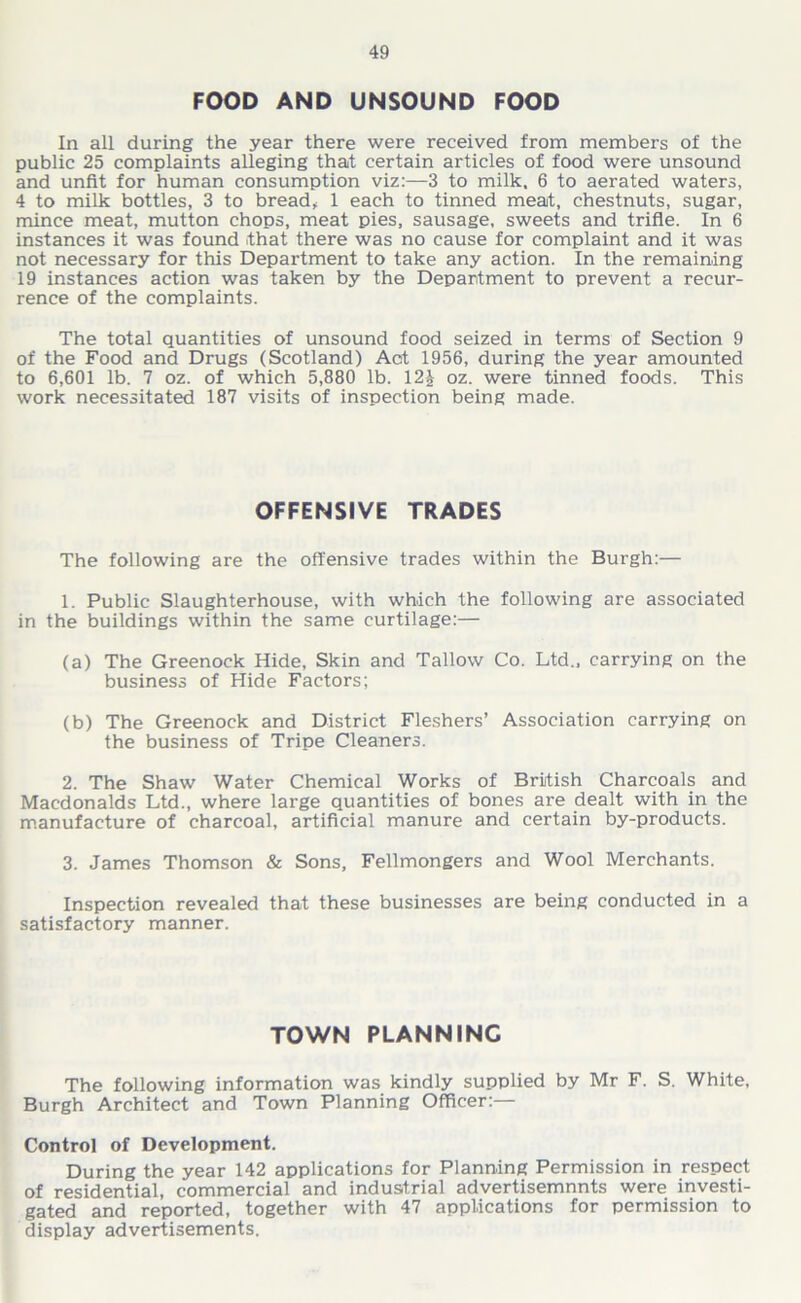 49
FOOD AND UNSOUND FOOD
In all during the year there were received from members of the
public 25 complaints alleging that certain articles of food were unsound
and unfit for human consumption viz:—3 to milk, 6 to aerated waters,
4 to milk bottles, 3 to bread, 1 each to tinned meat, chestnuts, sugar,
mince meat, mutton chops, meat pies, sausage, sweets and trifle. In 6
instances it was found that there was no cause for complaint and it was
not necessary for this Department to take any action. In the remaining
19 instances action was taken by the Department to prevent a recur-
rence of the complaints.
The total quantities of unsound food seized in terms of Section 9
of the Food and Drugs (Scotland) Act 1956, during the year amounted
to 6,601 lb. 7 oz. of which 5,880 lb. 12½ oz. were tinned foods. This
work necessitated 187 visits of inspection being made.
OFFENSIVE TRADES
The following are the offensive trades within the Burgh:—
1. Public Slaughterhouse, with which the following are associated
in the buildings within the same curtilage:—
(a) The Greenock Hide, Skin and Tallow Co. Ltd., carrying on the
business of Hide Factors;
(b) The Greenock and District Fleshers' Association carrying on
the business of Tripe Cleaners.
2. The Shaw Water Chemical Works of British Charcoals and
Macdonalds Ltd., where large quantities of bones are dealt with in the
manufacture of charcoal, artificial manure and certain by-products.
3. James Thomson & Sons, Fellmongers and Wool Merchants.
Inspection revealed that these businesses are being conducted in a
satisfactory manner.
TOWN PLANNING
The following information was kindly supplied by Mr F. S. White,
Burgh Architect and Town Planning Officer:—
Control of Development.
During the year 142 applications for Planning Permission in respect
of residential, commercial and industrial advertisemnnts were investi-
gated and reported, together with 47 applications for permission to
display advertisements.